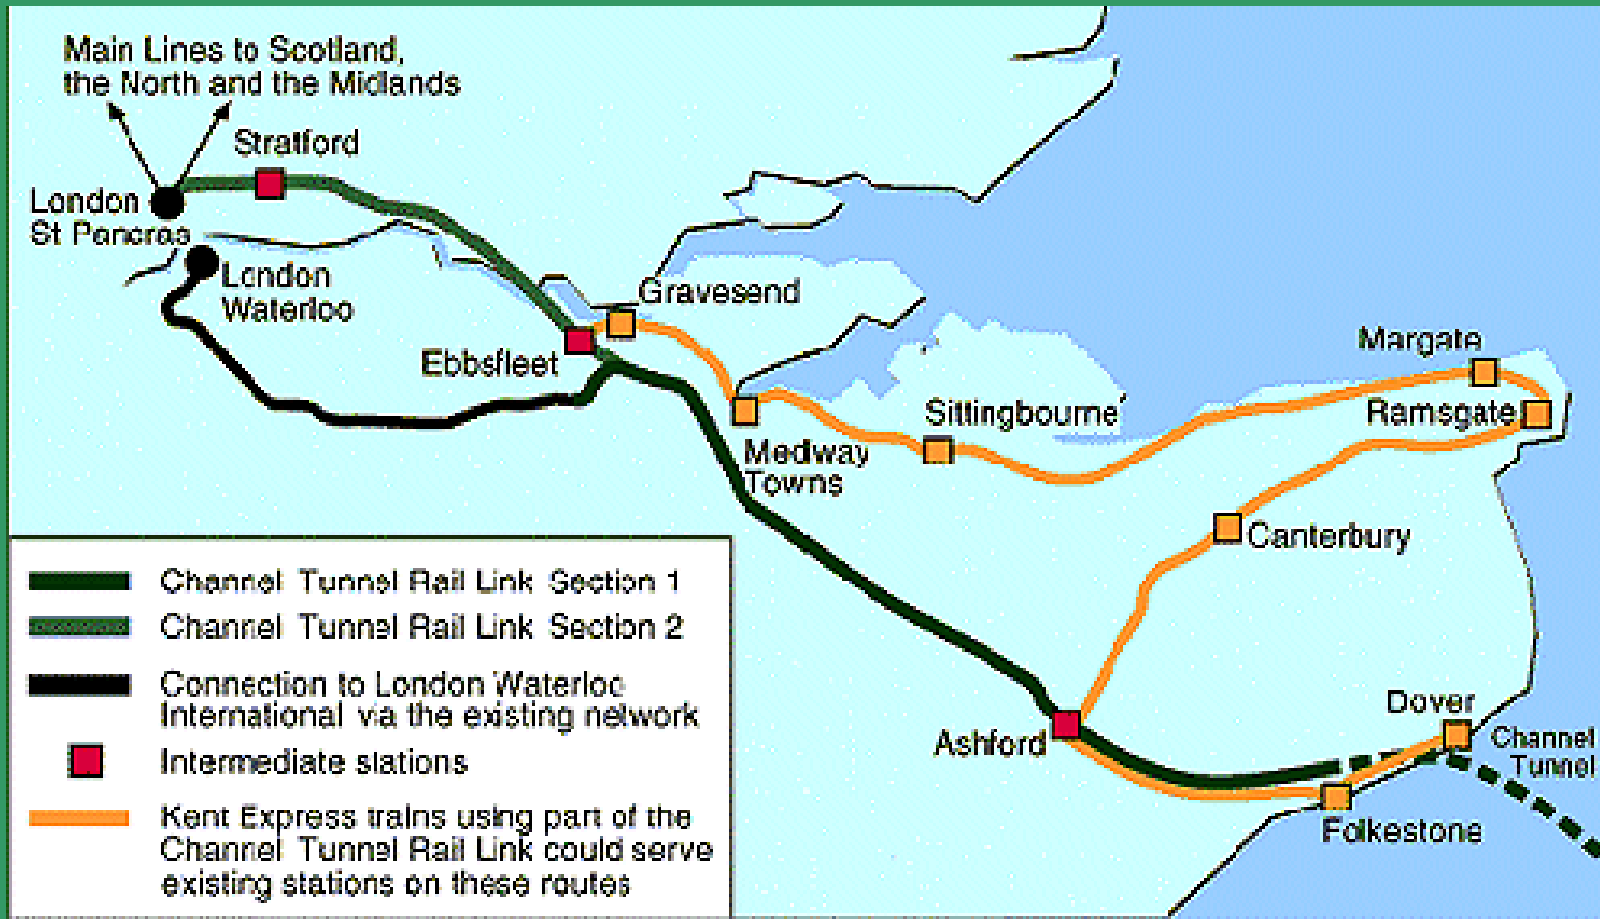 Main Lines to Scotland,
the North and the Midlands
Stratford
London
St Pancras
London
Waterloo
Gravesend
Ebbsfleet
Margate
Ramsgate
Sittingbourne
Medway
Towns
Canterbury
Dover
Channel
Tunnel
Ashford
Folkestone
Channel Tunnel Rail Link Section 1
Channel Tunnel Rail Link Section 2
Connection to London Waterloo
International via the existing network
Intermediate stations
Kent Express trains using part of the
Channel Tunnel Rail Link could serve
existing stations on these routes